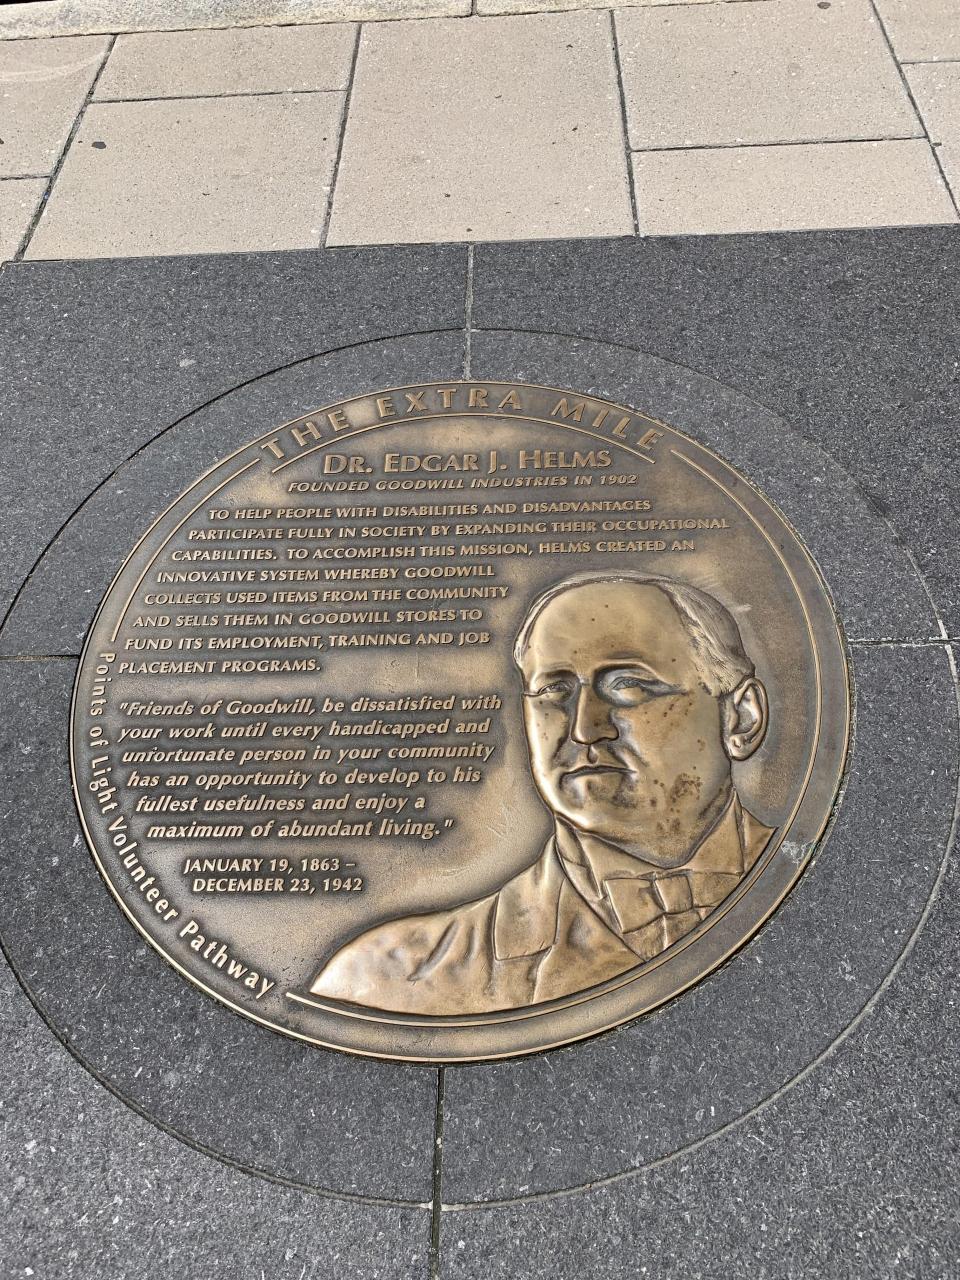 THE EXTRA MILE
DR. EDGAR J. HELMS
FOUNDED GOODWILL INDUSTRIES IN 1902
TO HELP PEOPLE WITH DISABILITIES AND DISADVANTAGES
PARTICIPATE FULLY IN SOCIETY BY EXPANDING THEIR OCCUPATIONAL
CAPABILITIES. TO ACCOMPLISH THIS MISSION, HELMS CREATED AN
INNOVATIVE SYSTEM WHEREBY GOODWILL
COLLECTS USED ITEMS FROM THE COMMUNITY
AND SELLS THEM IN GOODWILL STORES TO
FUND ITS EMPLOYMENT, TRAINING AND JOB
PLACEMENT PROGRAMS.
"Friends of Goodwill, be dissatisfied with
your work until every handicapped and
unfortunate person in your community
has an opportunity to develop to his
fullest usefulness and enjoy a
maximum of abundant living."
JANUARY 19, 1863 –
DECEMBER 23, 1942
Points of Light Volunteer Pathway